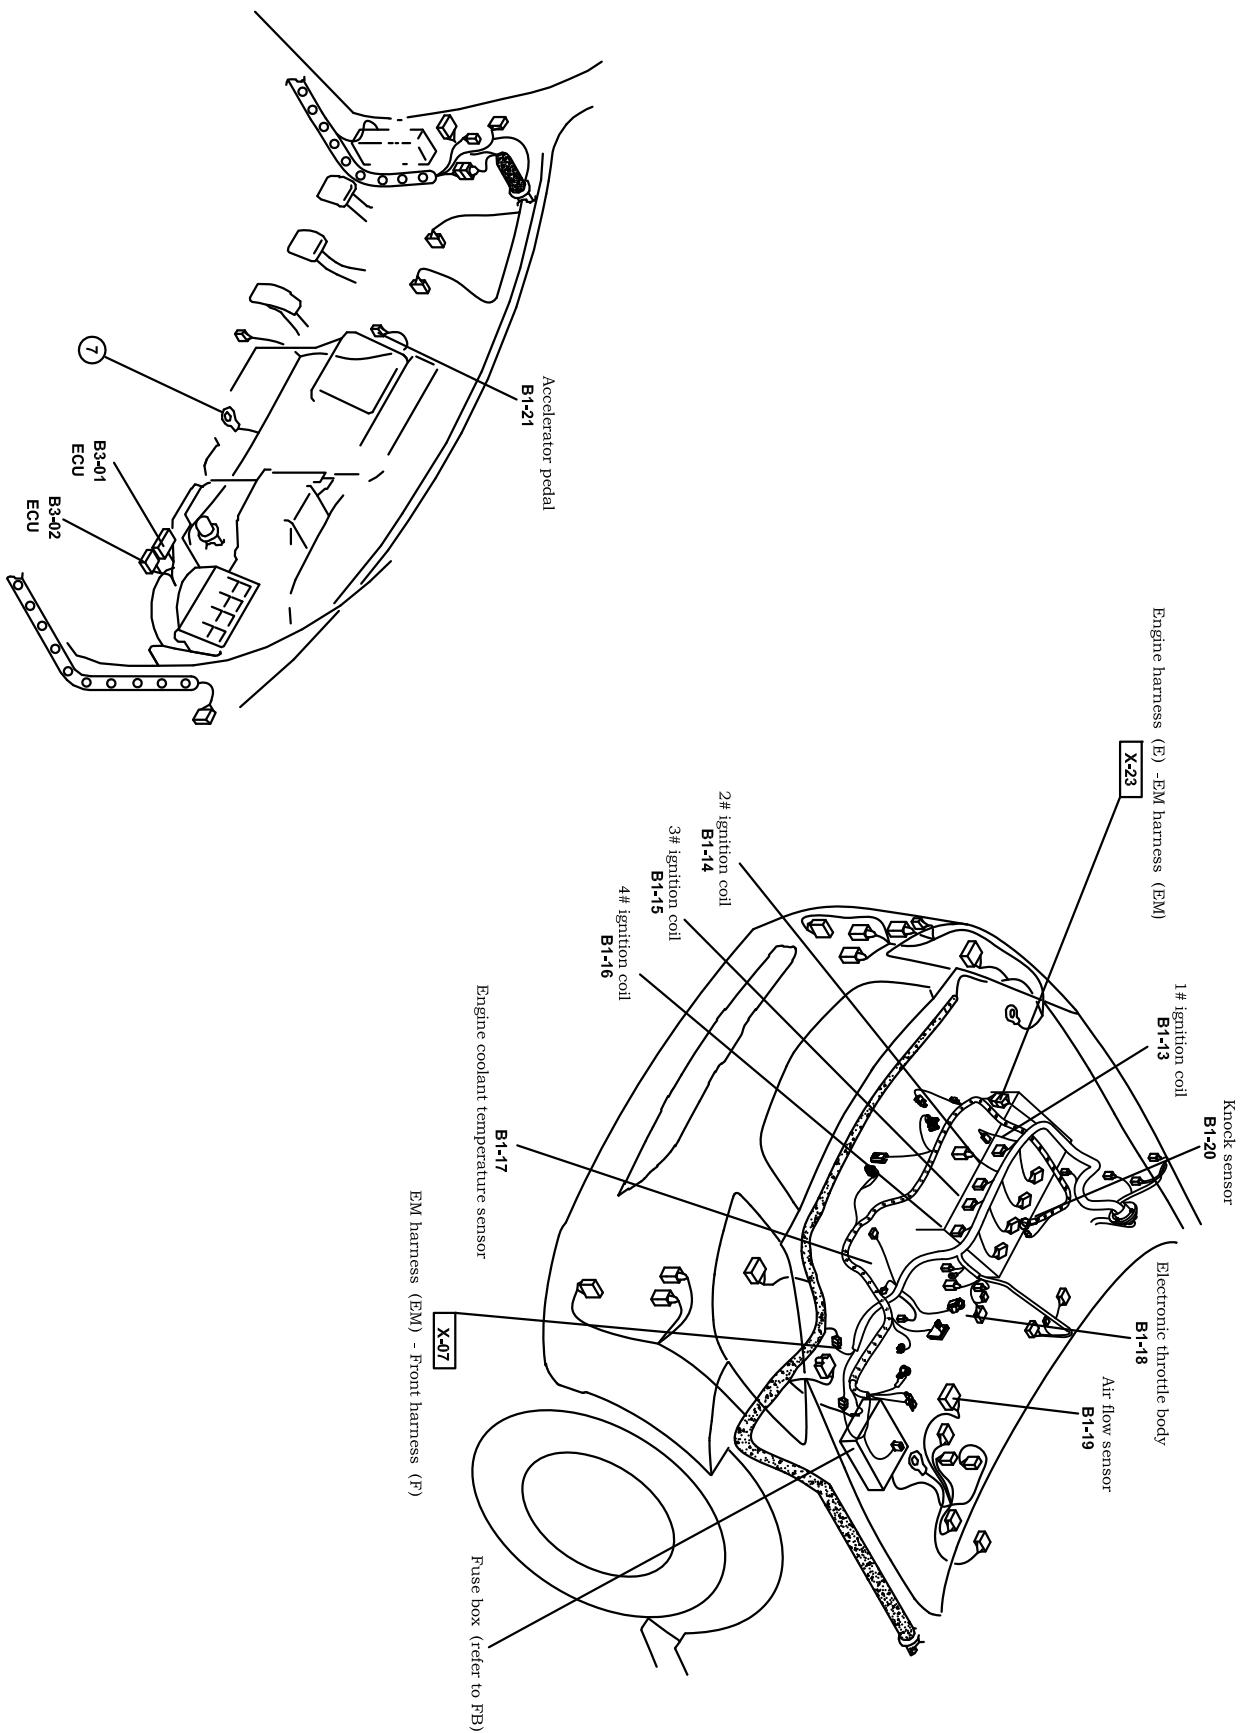 Engine harness (E) -EM harness (EM)
X-23
1# ignition coil
B1-13
Knock sensor
B1-20
2# ignition coil
B1-14
3# ignition coil
B1-15
4# ignition coil
B1-16
Electronic throttle body
B1-18
Air flow sensor
B1-19
B1-17
Engine coolant temperature sensor
X-07
EM harness (EM) - Front harness (F)
Fuse box (refer to FB)
Accelerator pedal
B1-21
7
B3-01
ECU
B3-02
ECU